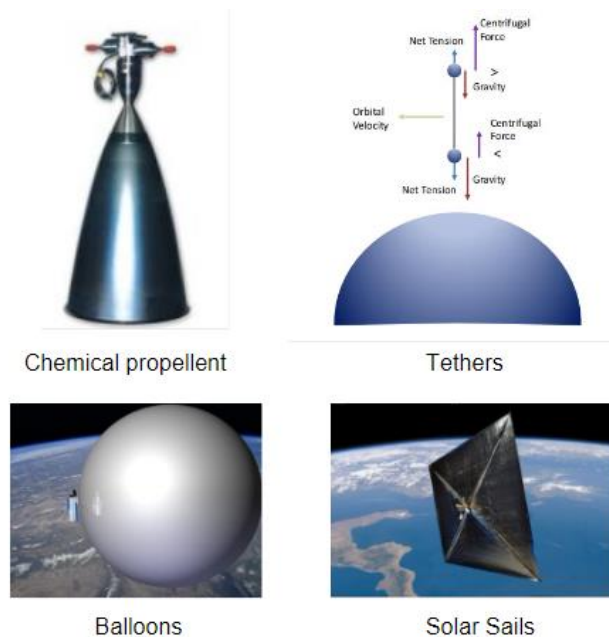 Centrifugal
Force
Net Tension
>
Gravity
Orbital
Velocity
Centrifugal
Force
<
Net Tension
Gravity
Chemical propellent
Tethers
Balloons
Solar Sails